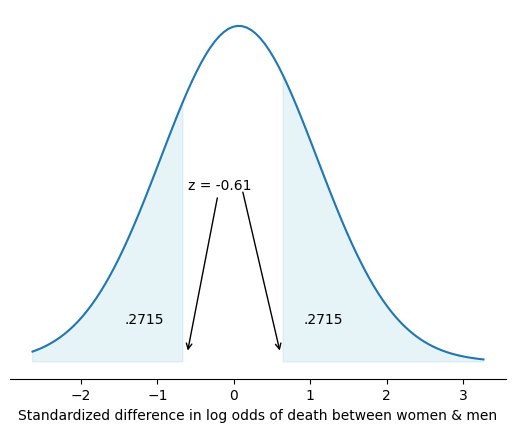 z = -0.61
.2715 .2715
−2 −1 0 1 2 3
Standardized difference in log odds of death between women & men